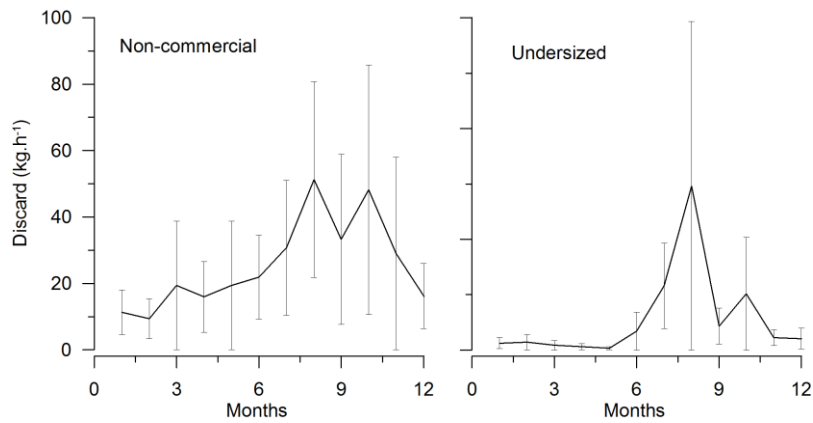 Non-commercial
Discard (kg.h⁻¹)
100
80
60
40
20
0
0 3 6 9 12
Months
Undersized
0 3 6 9 12
Months